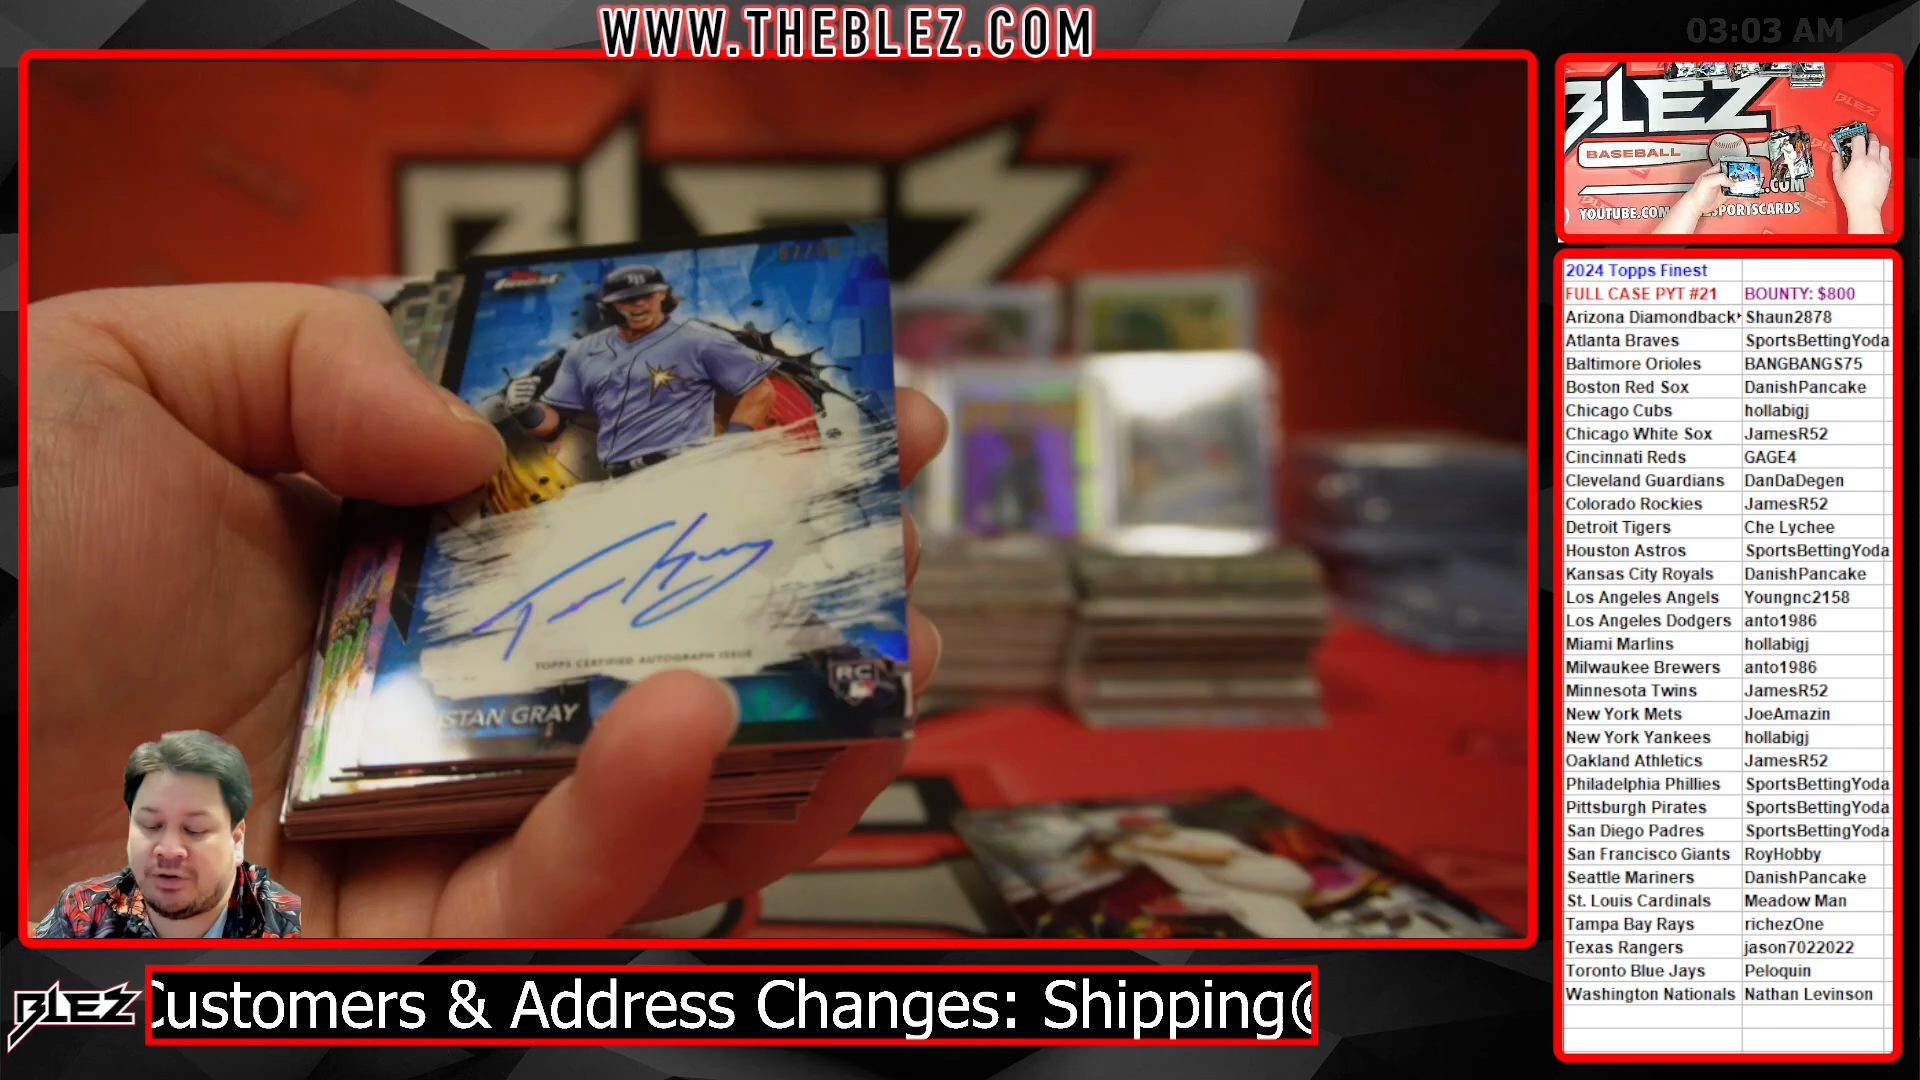 WWW.THEBLEZ.COM
03:03 AM
BLEZ
finest
TOPPS CERTIFIED AUTOGRAPH ISSUE
RC
STAN GRAY
BLEZ
BASEBALL
.COM
YOUTUBE.COM
SPORTSCARDS
2024 Topps Finest
FULL CASE PYT #21 BOUNTY: $800
Arizona Diamondback Shaun2878
Atlanta Braves SportsBettingYoda
Baltimore Orioles BANGBANGS75
Boston Red Sox DanishPancake
Chicago Cubs hollabigj
Chicago White Sox JamesR52
Cincinnati Reds GAGE4
Cleveland Guardians DanDaDegen
Colorado Rockies JamesR52
Detroit Tigers Che Lychee
Houston Astros SportsBettingYoda
Kansas City Royals DanishPancake
Los Angeles Angels Youngnc2158
Los Angeles Dodgers anto1986
Miami Marlins hollabigj
Milwaukee Brewers anto1986
Minnesota Twins JamesR52
New York Mets JoeAmazin
New York Yankees hollabigj
Oakland Athletics JamesR52
Philadelphia Phillies SportsBettingYoda
Pittsburgh Pirates SportsBettingYoda
San Diego Padres SportsBettingYoda
San Francisco Giants RoyHobby
Seattle Mariners DanishPancake
St. Louis Cardinals Meadow Man
Tampa Bay Rays richezOne
Texas Rangers jason7022022
Toronto Blue Jays Peloquin
Washington Nationals Nathan Levinson
BLEZ
Customers & Address Changes: Shipping@